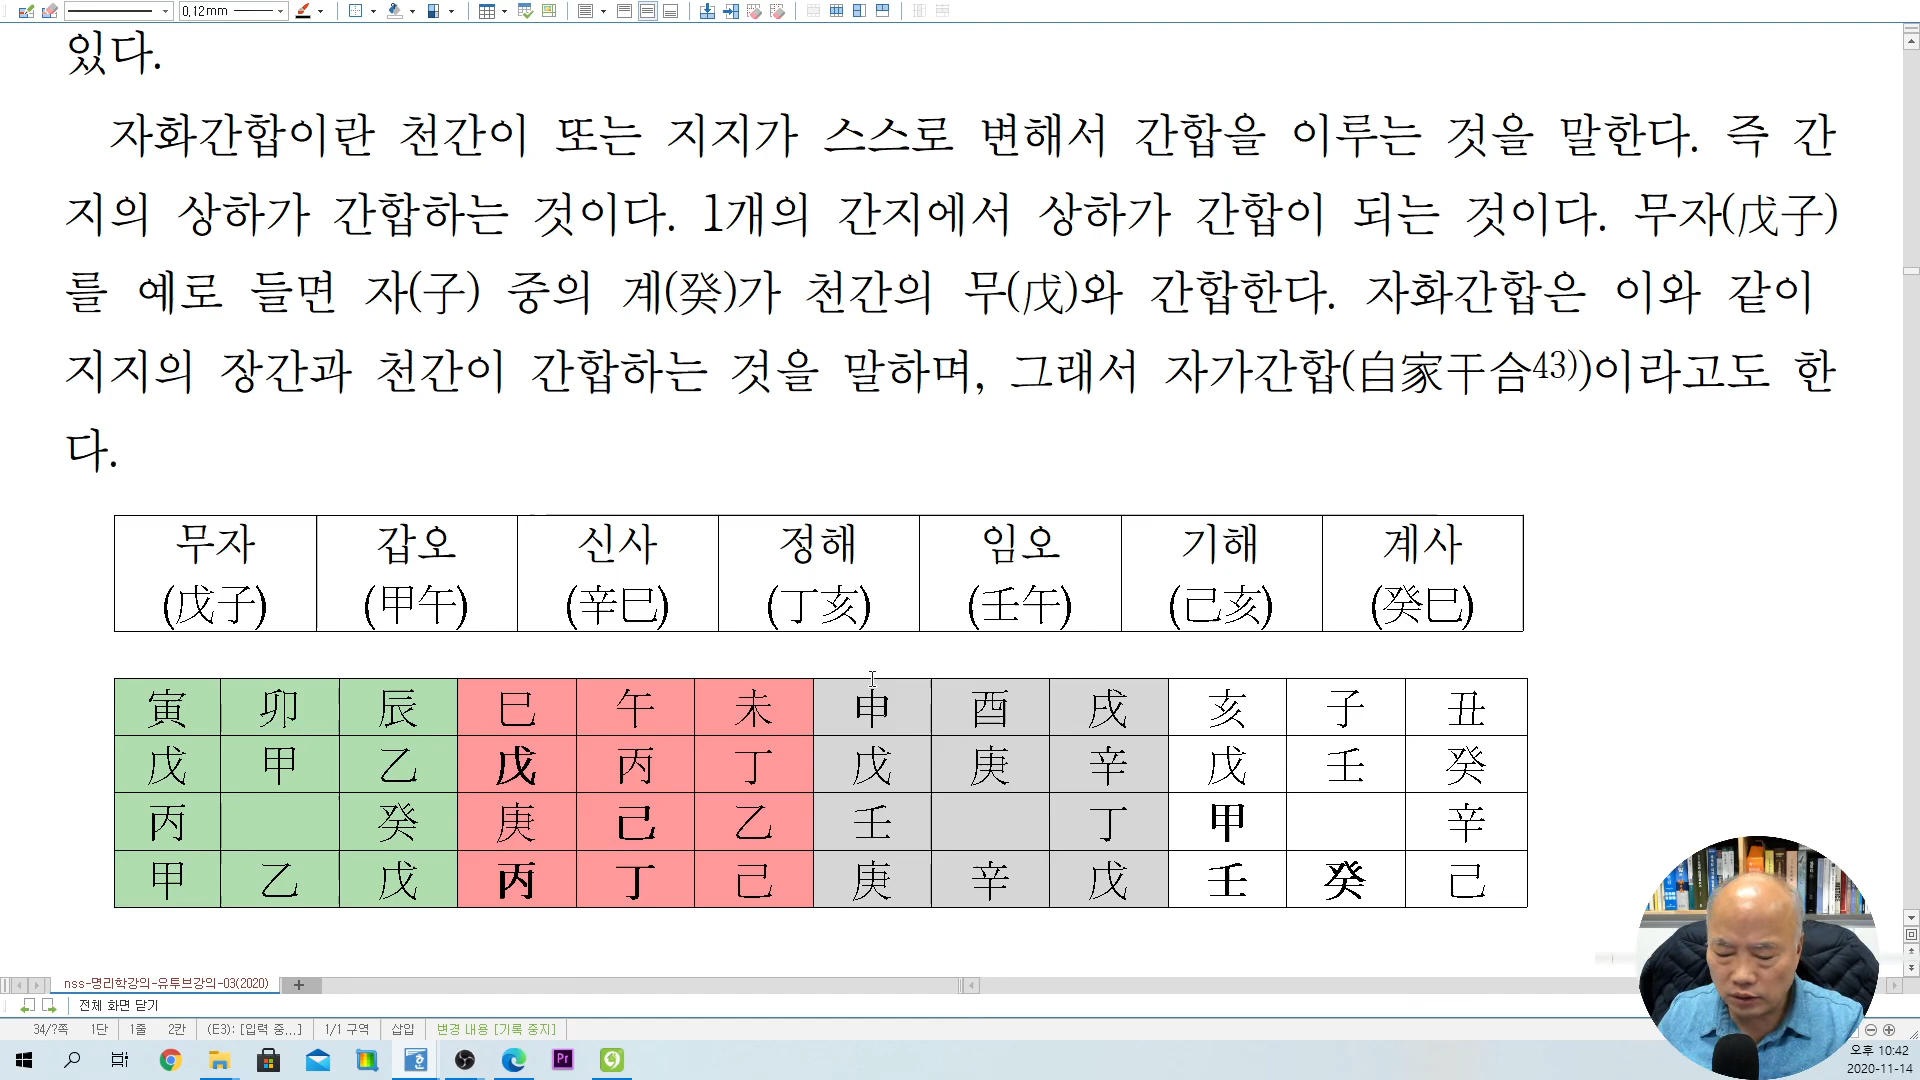 0.12mm
있다.
자화간합이란 천간이 또는 지지가 스스로 변해서 간합을 이루는 것을 말한다. 즉 간
지의 상하가 간합하는 것이다. 1개의 간지에서 상하가 간합이 되는 것이다. 무자(戊子)
를 예로 들면 자(子) 중의 계(癸)가 천간의 무(戊)와 간합한다. 자화간합은 이와 같이
지지의 장간과 천간이 간합하는 것을 말하며, 그래서 자가간합(自家干合43))이라고도 한
다.
무자 갑오 신사 정해 임오 기해 계사
(戊子) (甲午) (辛巳) (丁亥) (壬午) (己亥) (癸巳)
寅 卯 辰 巳 午 未 申 酉 戌 亥 子 丑
戊 甲 乙 戊 丙 丁 戊 庚 辛 戊 壬 癸
丙 癸 庚 己 乙 壬 丁 甲 辛
甲 乙 戊 丙 丁 己 庚 辛 戊 壬 癸 己
nss-명리학강의-유투브강의-03(2020)
전체 화면 닫기
34/?쪽 1단 1줄 2칸 (E3): [입력 중...] 1/1 구역 삽입 변경 내용 [기록 중지]
Pr
오후 10:42
2020-11-14